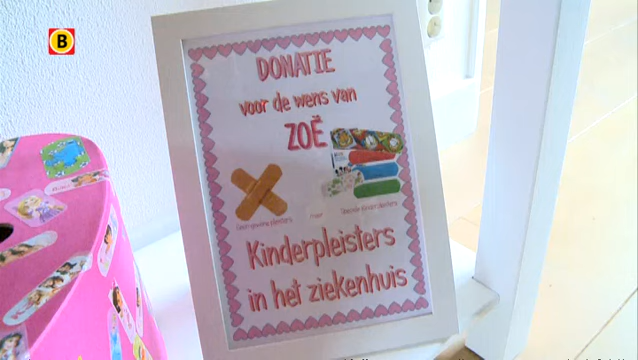 B
DONATIE
voor de wens van
ZOË
Kinderpleisters
in het ziekenhuis